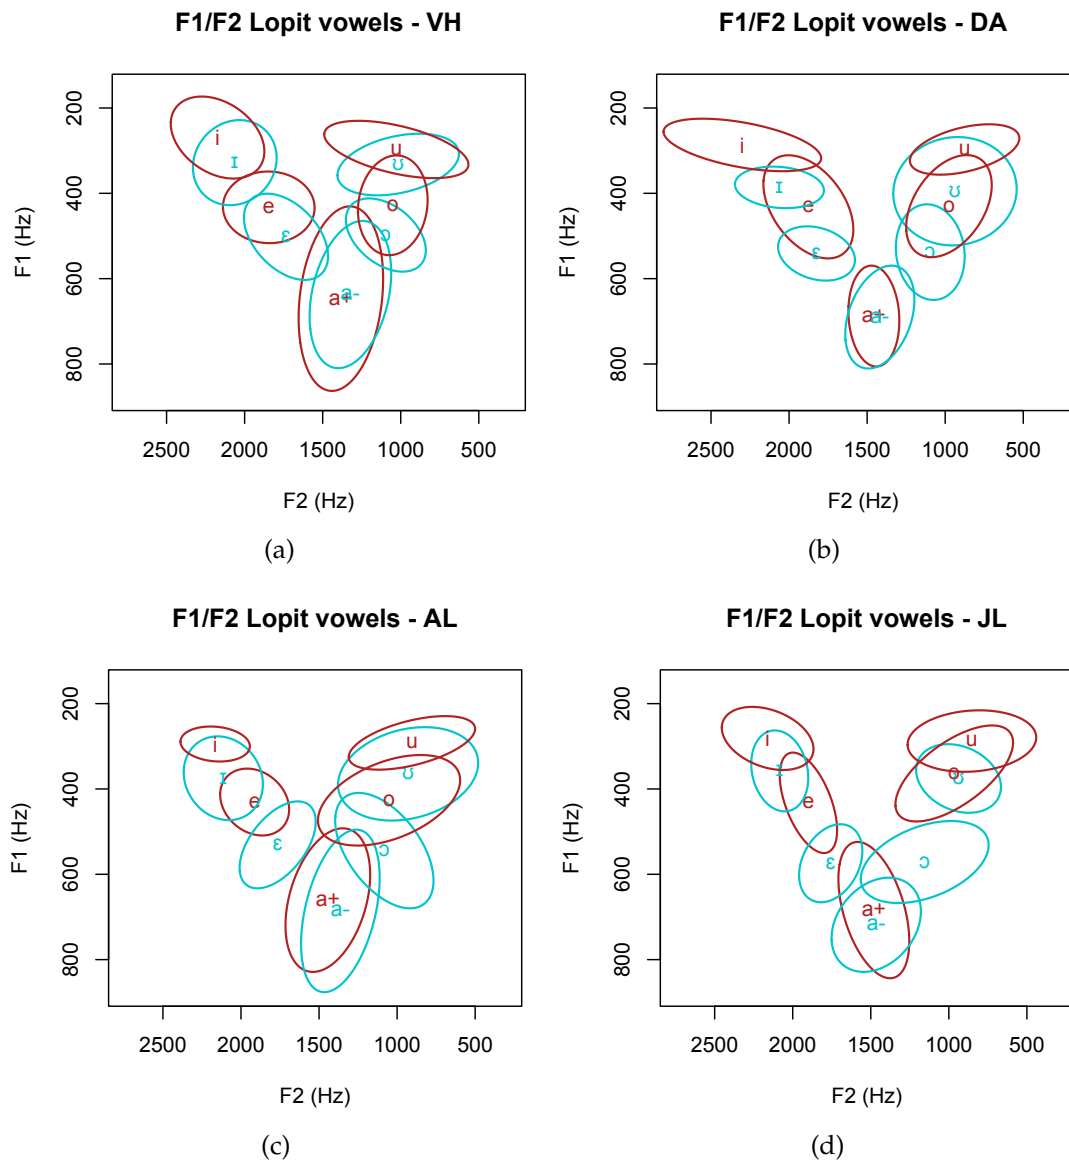 F1/F2 Lopit vowels - VH
F1 (Hz)
200
400
600
800
i
ɪ
e
ɛ
a+
a-
u
ʊ
o
ɔ
2500 2000 1500 1000 500
F2 (Hz)
(a)
F1/F2 Lopit vowels - DA
F1 (Hz)
200
400
600
800
i
ɪ
e
ɛ
a+
a-
u
ʊ
o
ɔ
2500 2000 1500 1000 500
F2 (Hz)
(b)
F1/F2 Lopit vowels - AL
F1 (Hz)
200
400
600
800
i
ɪ
e
ɛ
a+
a-
u
ʊ
o
ɔ
2500 2000 1500 1000 500
F2 (Hz)
(c)
F1/F2 Lopit vowels - JL
F1 (Hz)
200
400
600
800
i
ɪ
e
ɛ
a+
a-
u
o
ʊ
ɔ
2500 2000 1500 1000 500
F2 (Hz)
(d)